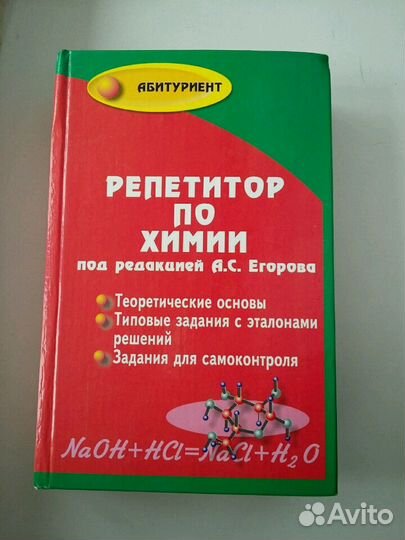 АБИТУРИЕНТ
РЕПЕТИТОР
ПО
ХИМИИ
под редакцией А.С. Егорова
Теоретические основы
Типовые задания с эталонами
решений
Задания для самоконтроля
NaOH+HCl=NaCl+H₂O
Avito